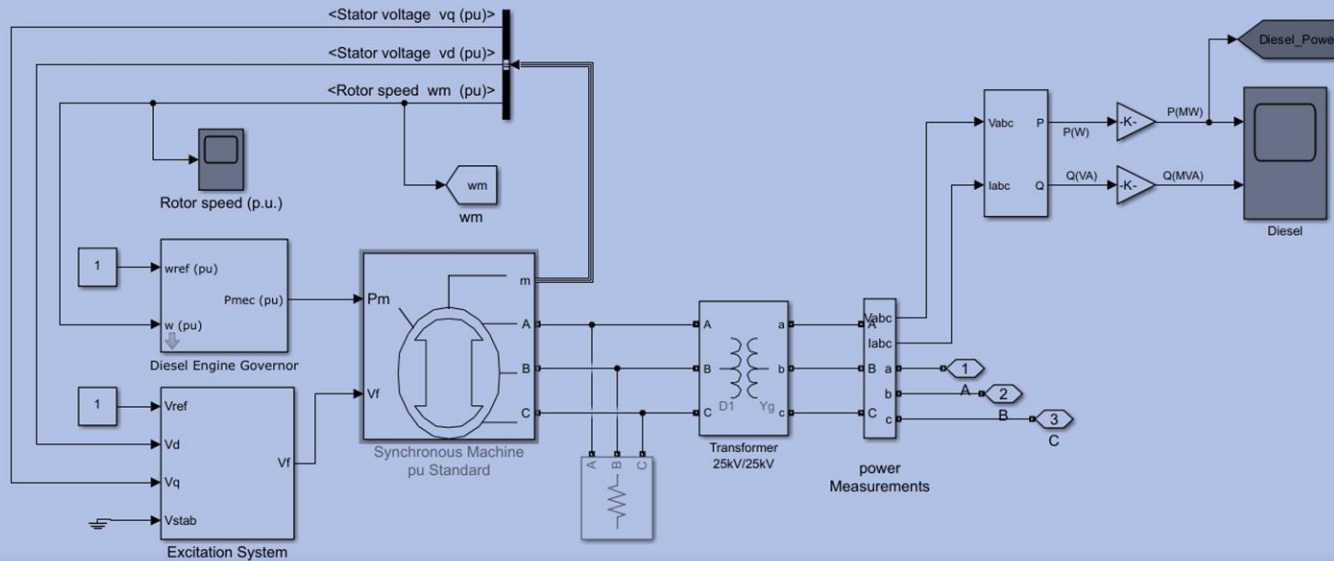 <Stator voltage vq (pu)>
<Stator voltage vd (pu)>
<Rotor speed wm (pu)>
Rotor speed (p.u.)
wm
wm
1
wref (pu)
Pmec (pu)
w (pu)
Diesel Engine Governor
1
Vref
Vd
Vq
Vstab
Vf
Excitation System
Pm
Vf
m
A
B
C
Synchronous Machine
pu Standard
A
B
C
A
B
C
a
b
c
D1
Yg
Transformer
25kV/25kV
Vabc
Iabc
A
B
C
a
b
c
power
Measurements
1
A
2
B
3
C
Vabc
Iabc
P
Q
P(W)
Q(VA)
-K-
-K-
P(MW)
Q(MVA)
Diesel_Powe
Diesel